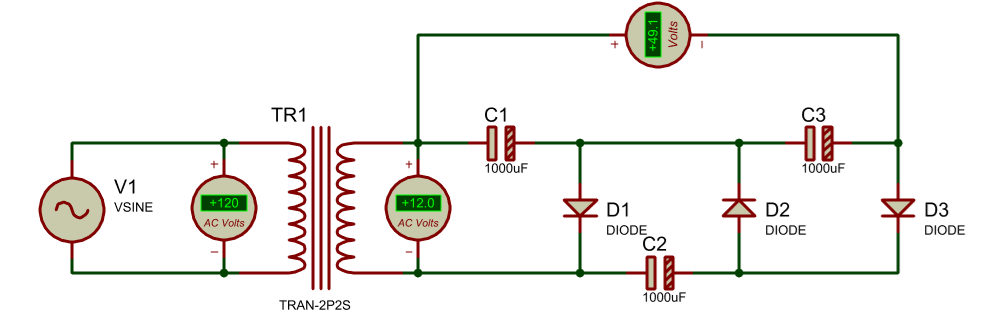 +49.1
Volts
+
-
TR1
C1
1000uF
C3
1000uF
V1
VSINE
+
+120
AC Volts
-
+
+12.0
AC Volts
-
D1
DIODE
D2
DIODE
D3
DIODE
C2
1000uF
TRAN-2P2S